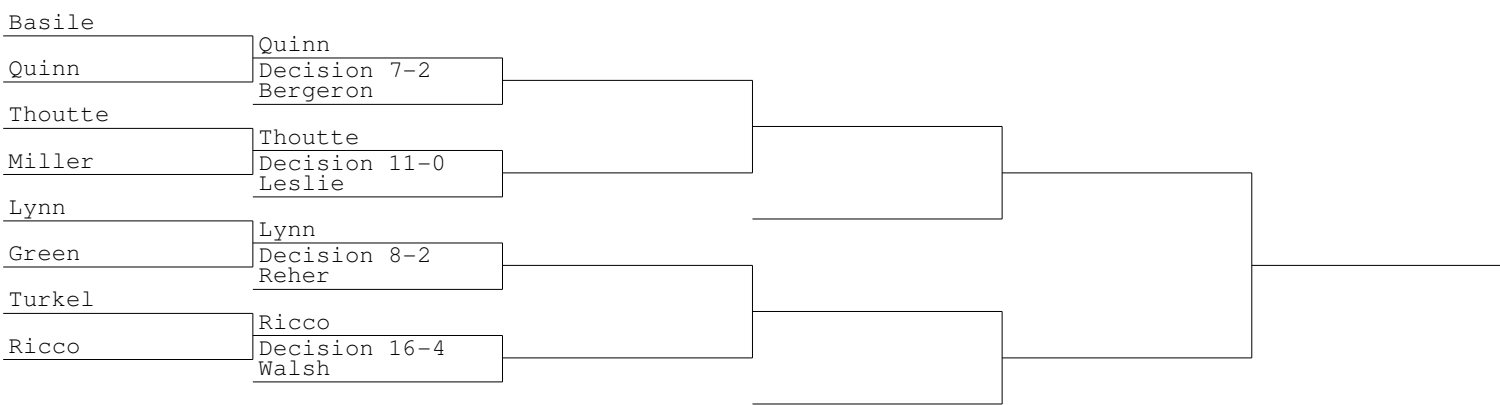 Basile
Quinn
Quinn
Decision 7-2
Bergeron
Thoutte
Thoutte
Miller
Decision 11-0
Leslie
Lynn
Lynn
Green
Decision 8-2
Reher
Turkel
Ricco
Ricco
Decision 16-4
Walsh